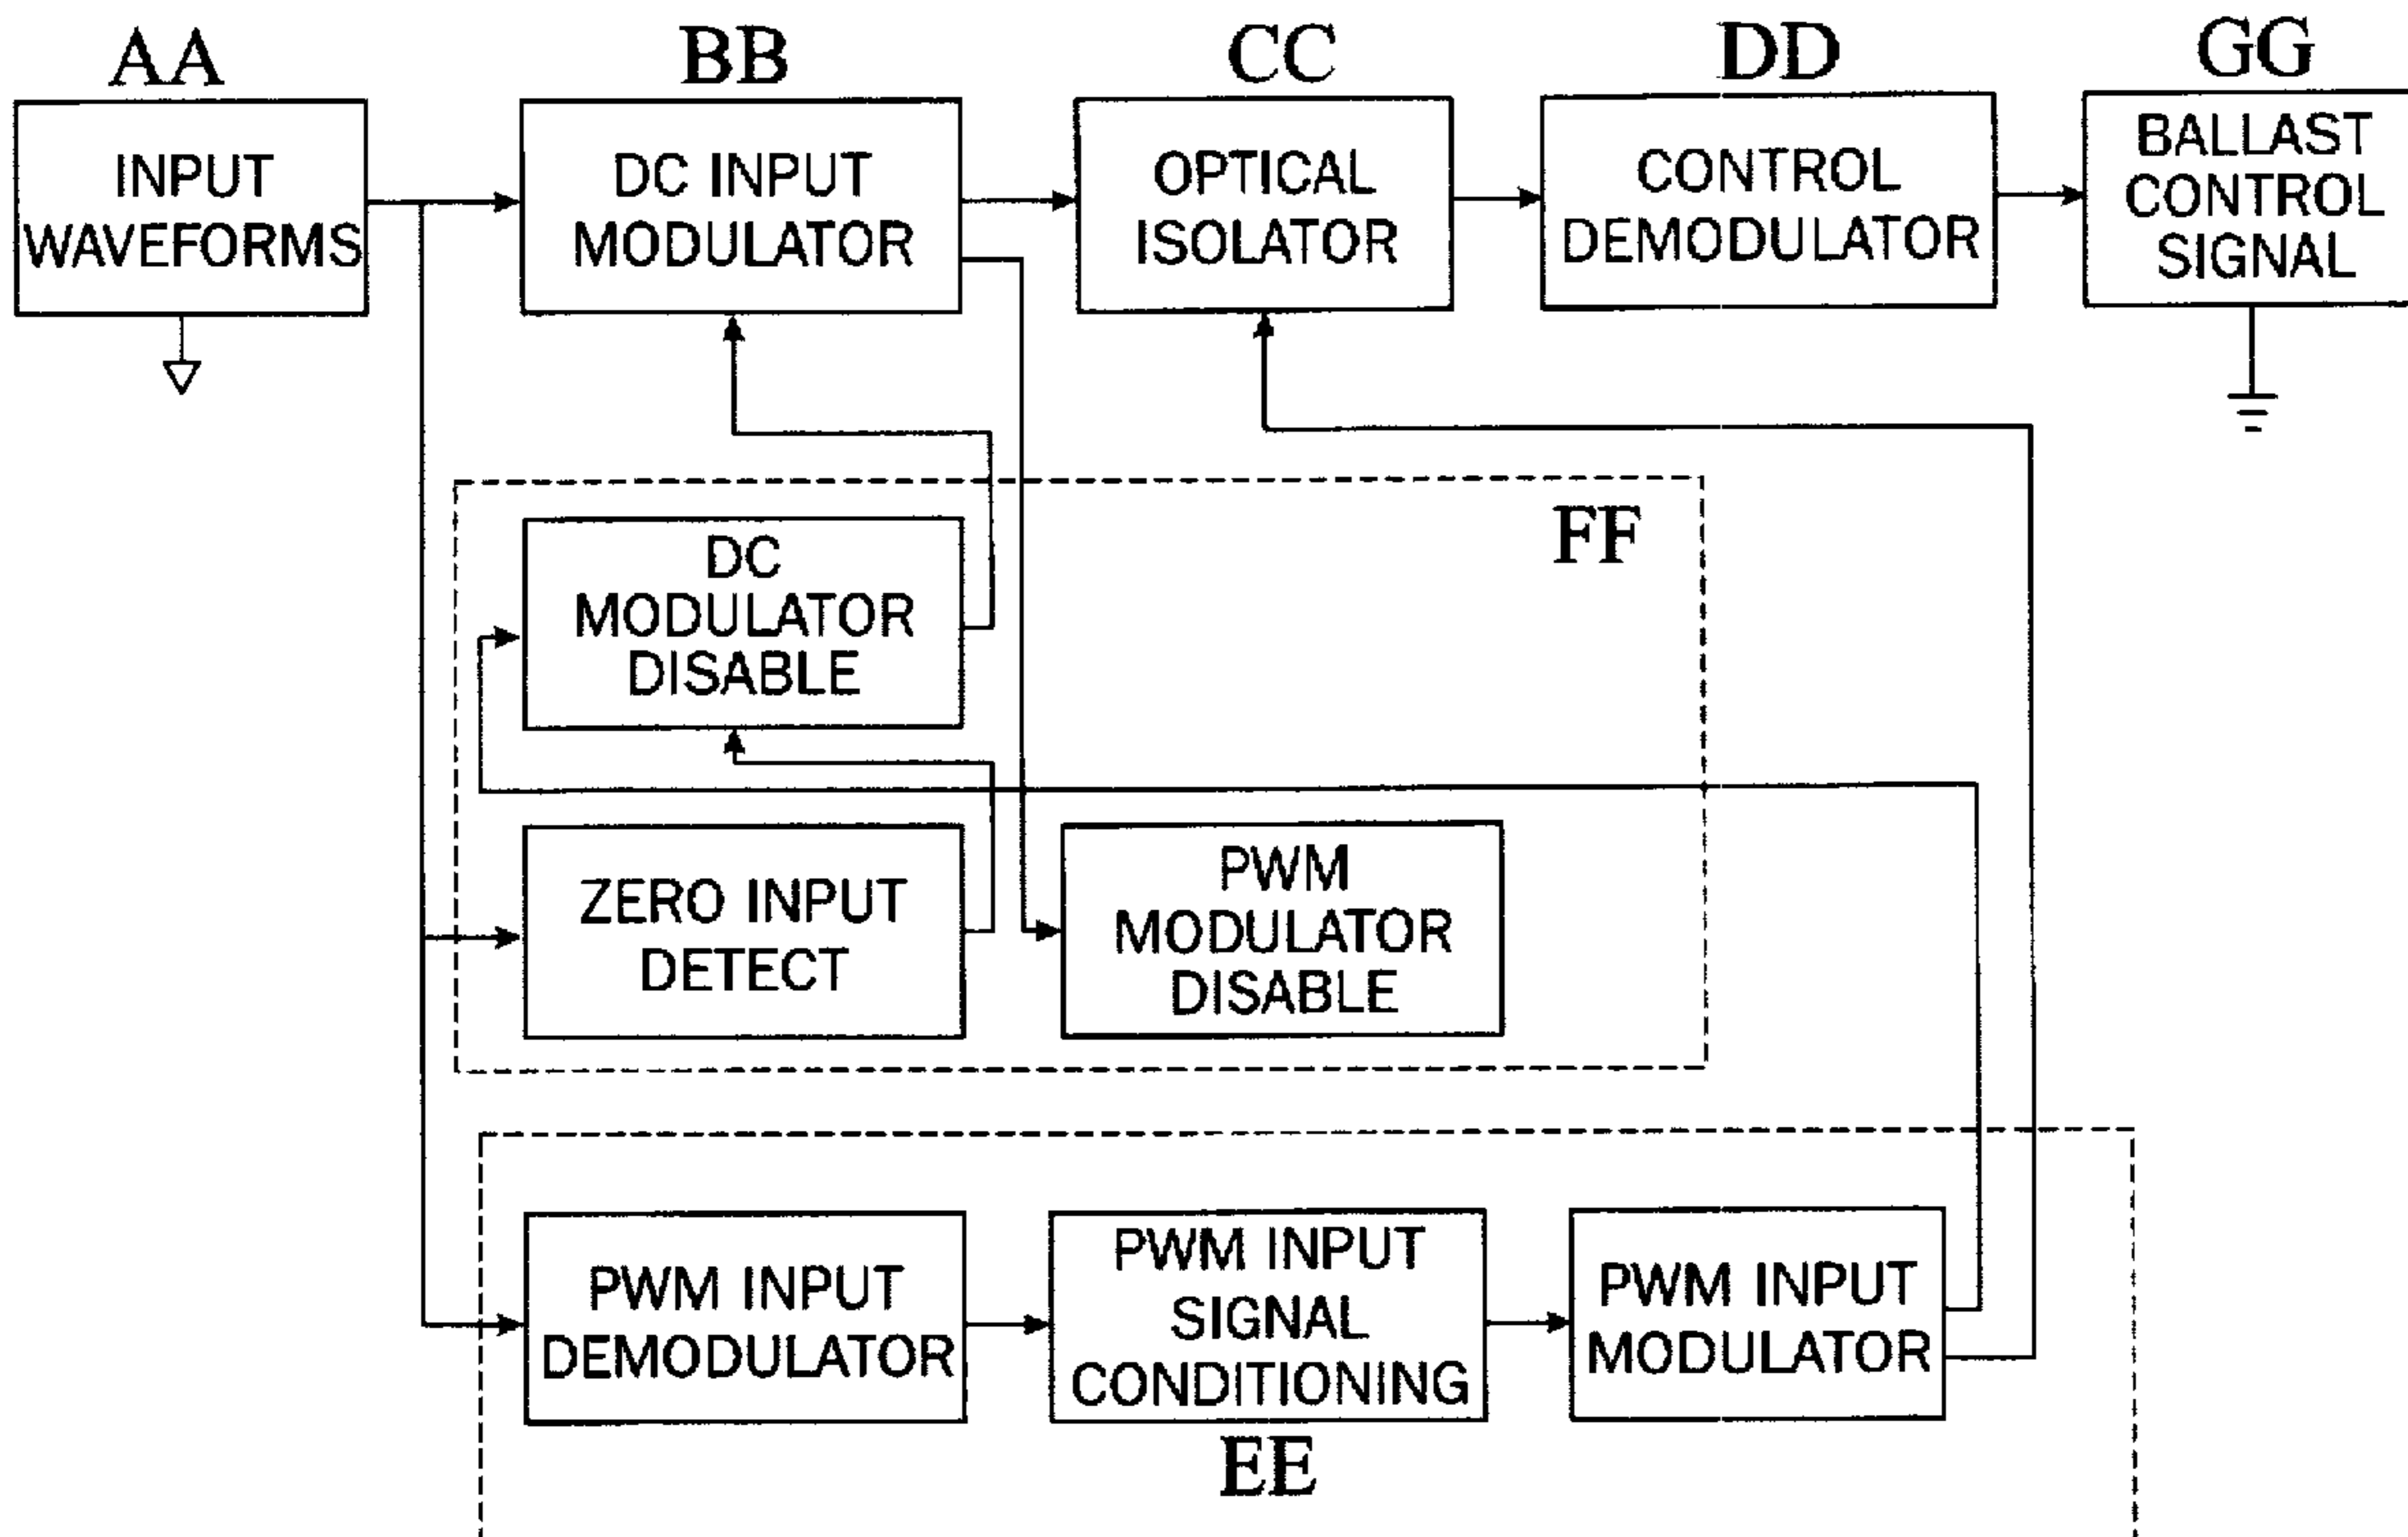 AA
BB
CC
DD
GG
INPUT
WAVEFORMS
DC INPUT
MODULATOR
OPTICAL
ISOLATOR
CONTROL
DEMODULATOR
BALLAST
CONTROL
SIGNAL
FF
DC
MODULATOR
DISABLE
ZERO INPUT
DETECT
PWM
MODULATOR
DISABLE
PWM INPUT
DEMODULATOR
PWM INPUT
SIGNAL
CONDITIONING
PWM INPUT
MODULATOR
EE